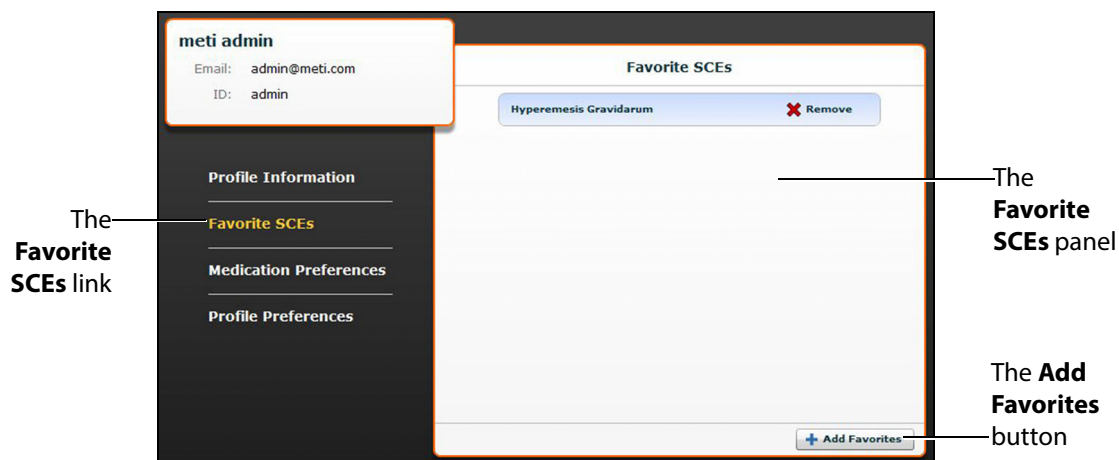 meti admin
Email: admin@meti.com
ID: admin
Favorite SCEs
Hyperemesis Gravidarum Remove
Profile Information
Favorite SCEs
Medication Preferences
Profile Preferences
The
Favorite
SCEs link
The
Favorite
SCEs panel
Add Favorites
The Add
Favorites
button